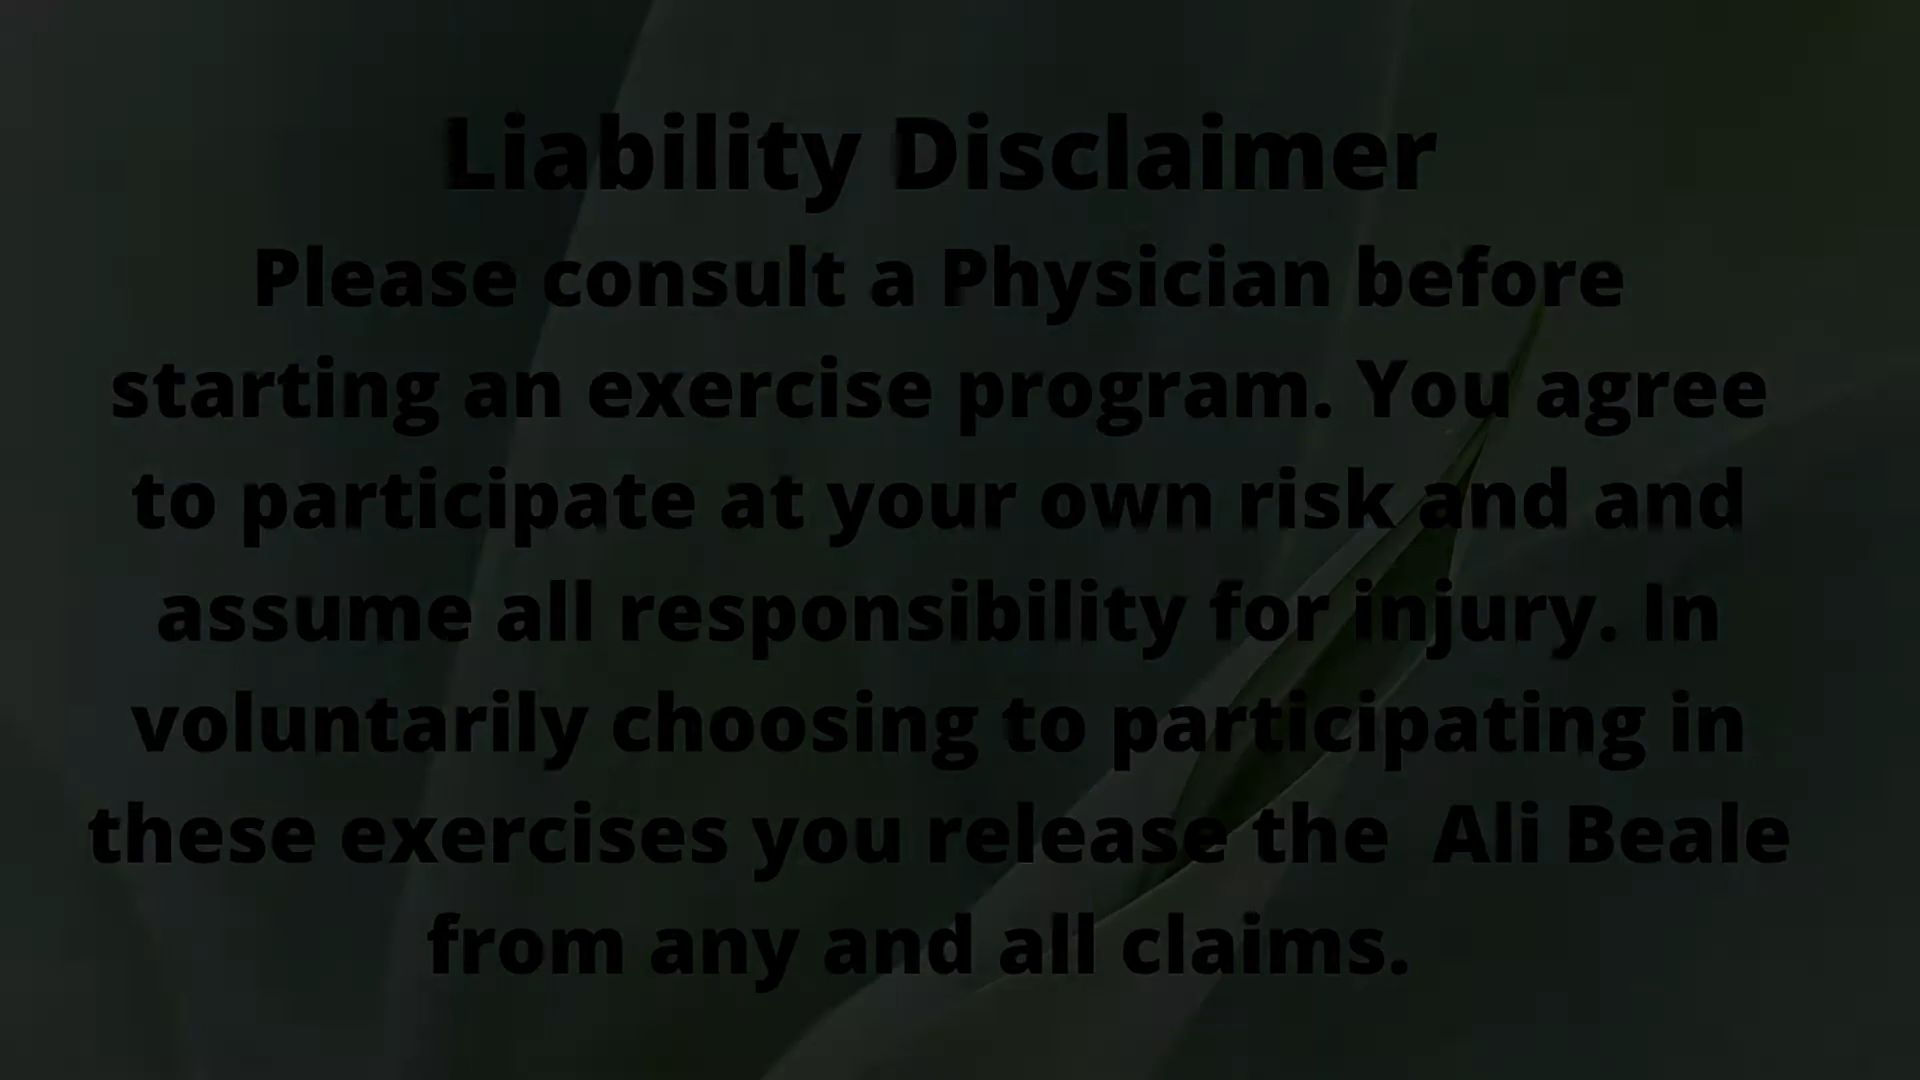 Liability Disclaimer
Please consult a Physician before
starting an exercise program. You agree
to participate at your own risk and and
assume all responsibility for injury. In
voluntarily choosing to participating in
these exercises you release the  Ali Beale
from any and all claims.